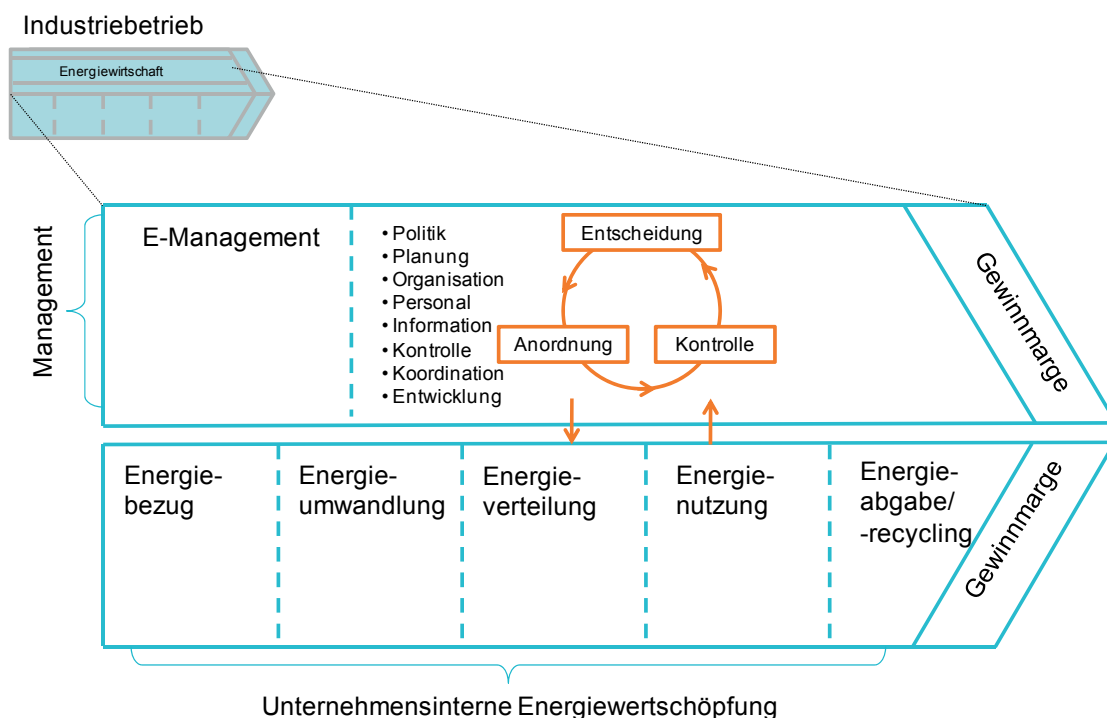 Industriebetrieb
Energiewirtschaft
Management
E-Management
• Politik
• Planung
• Organisation
• Personal
• Information
• Kontrolle
• Koordination
• Entwicklung
Entscheidung
Anordnung
Kontrolle
Gewinnmarge
Energie-
bezug
Energie-
umwandlung
Energie-
verteilung
Energie-
nutzung
Energie-
abgabe/
-recycling
Gewinnmarge
Unternehmensinterne Energiewertschöpfung